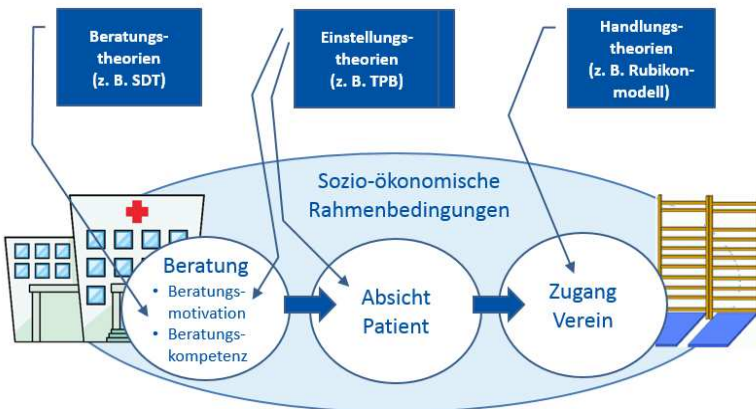 Beratungs-
theorien
(z. B. SDT)
Einstellungs-
theorien
(z. B. TPB)
Handlungs-
theorien
(z. B. Rubikon-
modell)
Sozio-ökonomische
Rahmenbedingungen
Beratung
• Beratungs-
motivation
• Beratungs-
kompetenz
Absicht
Patient
Zugang
Verein